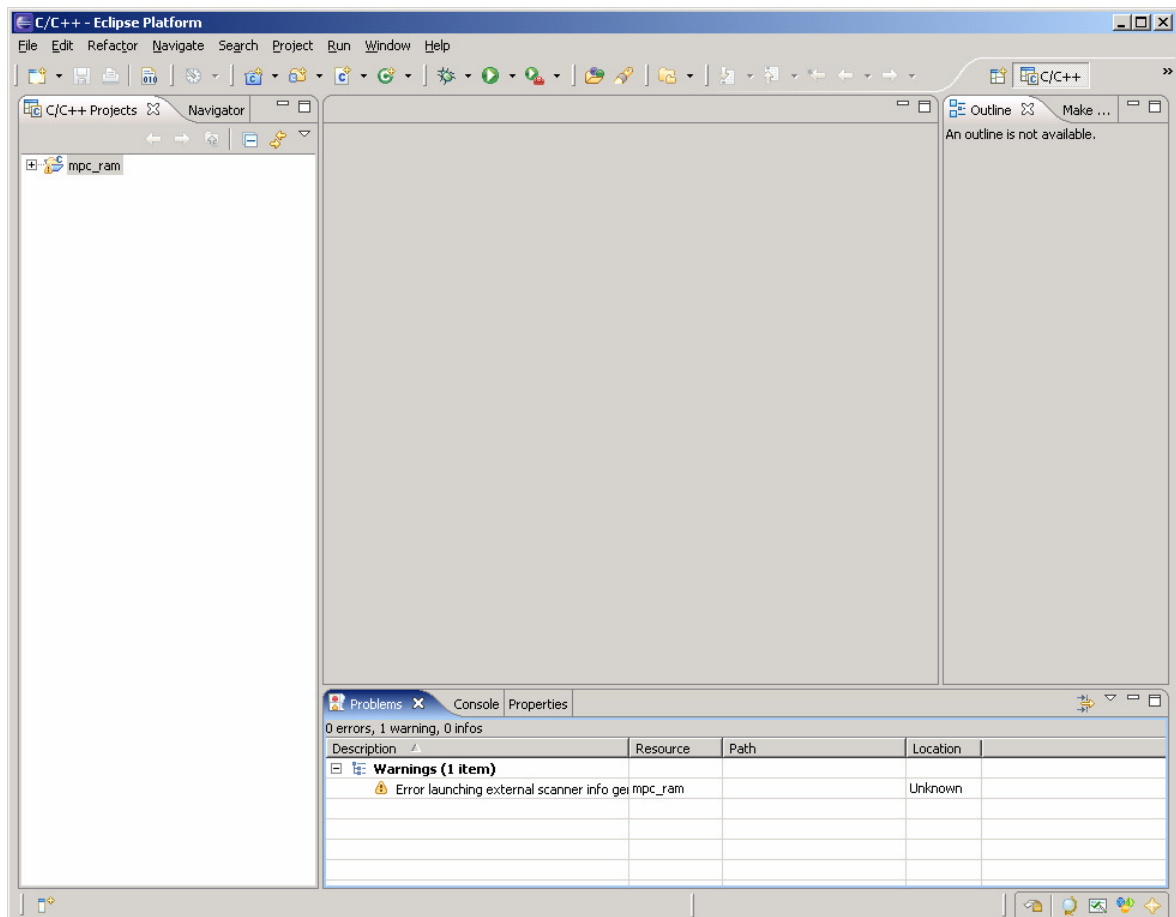 C/C++ - Eclipse Platform
File Edit Refactor Navigate Search Project Run Window Help
010
C/C++
»
C/C++ Projects Navigator
Outline Make ...
An outline is not available.
mpc_ram
Problems Console Properties
0 errors, 1 warning, 0 infos
Description Resource Path Location
Warnings (1 item)
Error launching external scanner info gei mpc_ram Unknown